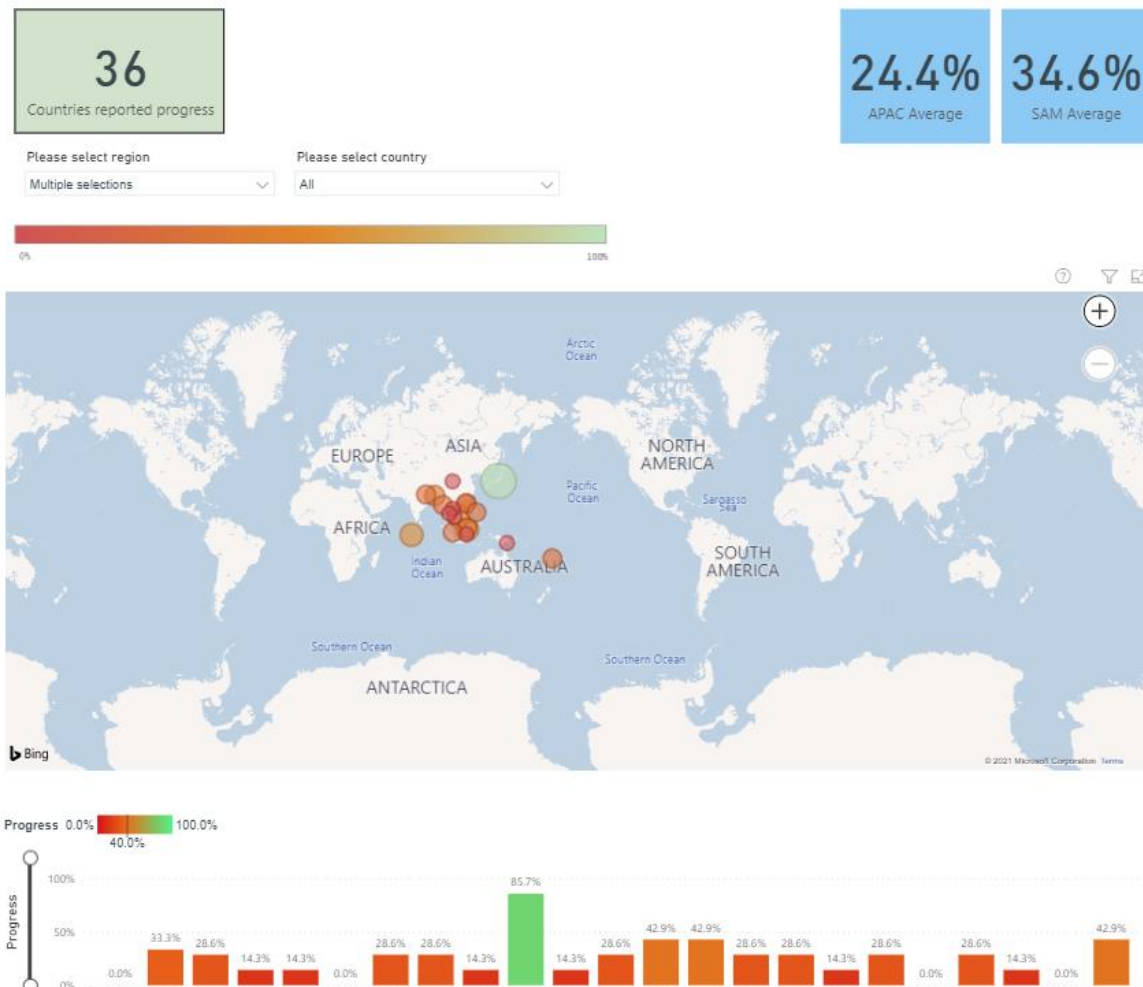 36
Countries reported progress
24.4%
APAC Average
34.6%
SAM Average
Please select region
Please select country
Multiple selections
All
0%
100%
Arctic
Ocean
EUROPE
ASIA
NORTH
AMERICA
Pacific
Ocean
Sargasso
Sea
AFRICA
Indian
Ocean
AUSTRALIA
SOUTH
AMERICA
Southern Ocean
Southern Ocean
ANTARCTICA
Bing
© 2021 Microsoft Corporation Terms
Progress 0.0% 100.0%
40.0%
Progress
100%
50%
0%
0.0% 33.3% 28.6% 14.3% 14.3% 0.0% 28.6% 28.6% 14.3% 85.7% 14.3% 28.6% 42.9% 42.9% 28.6% 28.6% 14.3% 28.6% 0.0% 28.6% 14.3% 0.0% 42.9%